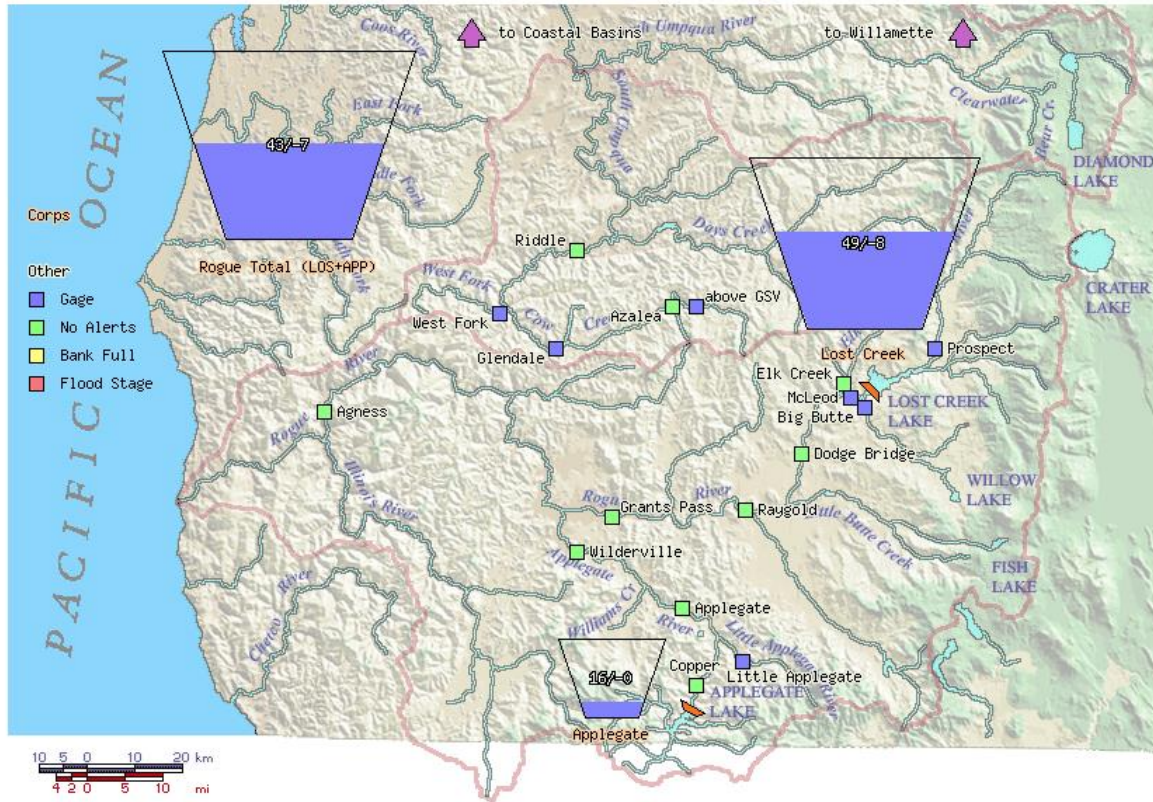 to Coastal Basins
to Willamette
Coos River
Umpqua River
South Umpqua
Clearwater
Bear Cr.
East Fork
43/-7
DIAMOND
LAKE
PACIFIC OCEAN
Corps
Other
Gage
No Alerts
Bank Full
Flood Stage
Rogue Total (LOS+APP)
Riddle
Days Creek
49/-8
River
CRATER
LAKE
West Fork
Cow
West Fork
Azalea
above GSV
Glendale
Lost Creek
Prospect
Elk Creek
McLeod
Big Butte
LOST CREEK
LAKE
River
Rogue
Agness
Illinois River
Dodge Bridge
WILLOW
LAKE
River
Grants Pass
Raygold
Little Butte Creek
Wilderville
Applegate
FISH
LAKE
Chetco River
Williams Cr.
Applegate
River
Little Applegate River
16/-0
Copper
Little Applegate
APPLEGATE
LAKE
Applegate
10 5 0 10 20 km
4 2 0 5 10 mi